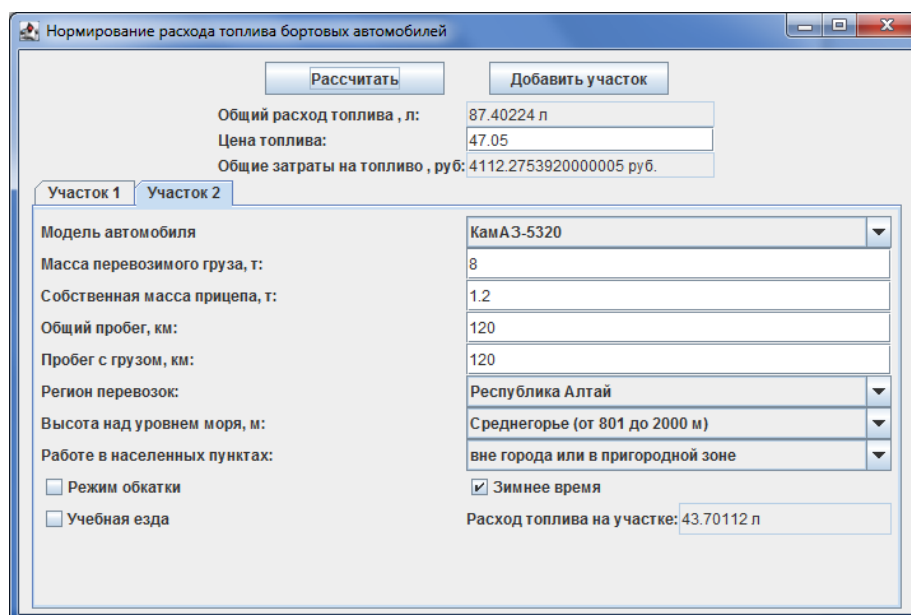 Нормирование расхода топлива бортовых автомобилей
Рассчитать Добавить участок
Общий расход топлива , л: 87.40224 л
Цена топлива: 47.05
Общие затраты на топливо , руб: 4112.2753920000005 руб.
Участок 1 Участок 2
Модель автомобиля КамАЗ-5320
Масса перевозимого груза, т: 8
Собственная масса прицепа, т: 1.2
Общий пробег, км: 120
Пробег с грузом, км: 120
Регион перевозок: Республика Алтай
Высота над уровнем моря, м: Среднегорье (от 801 до 2000 м)
Работе в населенных пунктах: вне города или в пригородной зоне
Режим обкатки Зимнее время
Учебная езда Расход топлива на участке: 43.70112 л